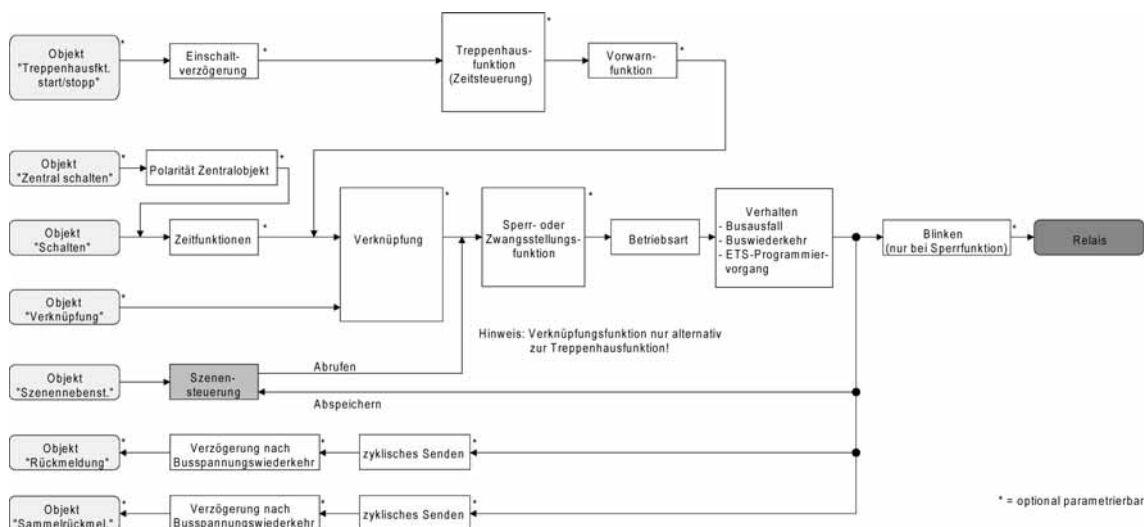 Objekt
"Treppenhausfkt.
start/stopp"
*
Einschalt-
verzögerung
*
Treppenhaus-
funktion
(Zeitsteuerung)
*
Vorwarn-
funktion
*
Objekt
"Zentral schalten"
*
Polarität Zentralobjekt
*
Objekt
"Schalten"
*
Zeitfunktionen
*
Verknüpfung
*
Sperr- oder
Zwangsstellungs-
funktion
*
Betriebsart
Verhalten
- Busausfall
- Buswiederkehr
- ETS-Programmier-
vorgang
Blinken
(nur bei Sperrfunktion)
*
Relais
Objekt
"Verknüpfung"
*
Hinweis: Verknüpfungsfunktion nur alternativ
zur Treppenhausfunktion!
Objekt
"Szenennebenst."
*
Szenen-
steuerung
Abrufen
Abspeichern
Objekt
"Rückmeldung"
*
Verzögerung nach
Busspannungswiederkehr
*
zyklisches Senden
*
Objekt
"Sammelrückmel."
*
Verzögerung nach
Busspannungswiederkehr
*
zyklisches Senden
*
* = optional parametrierbar